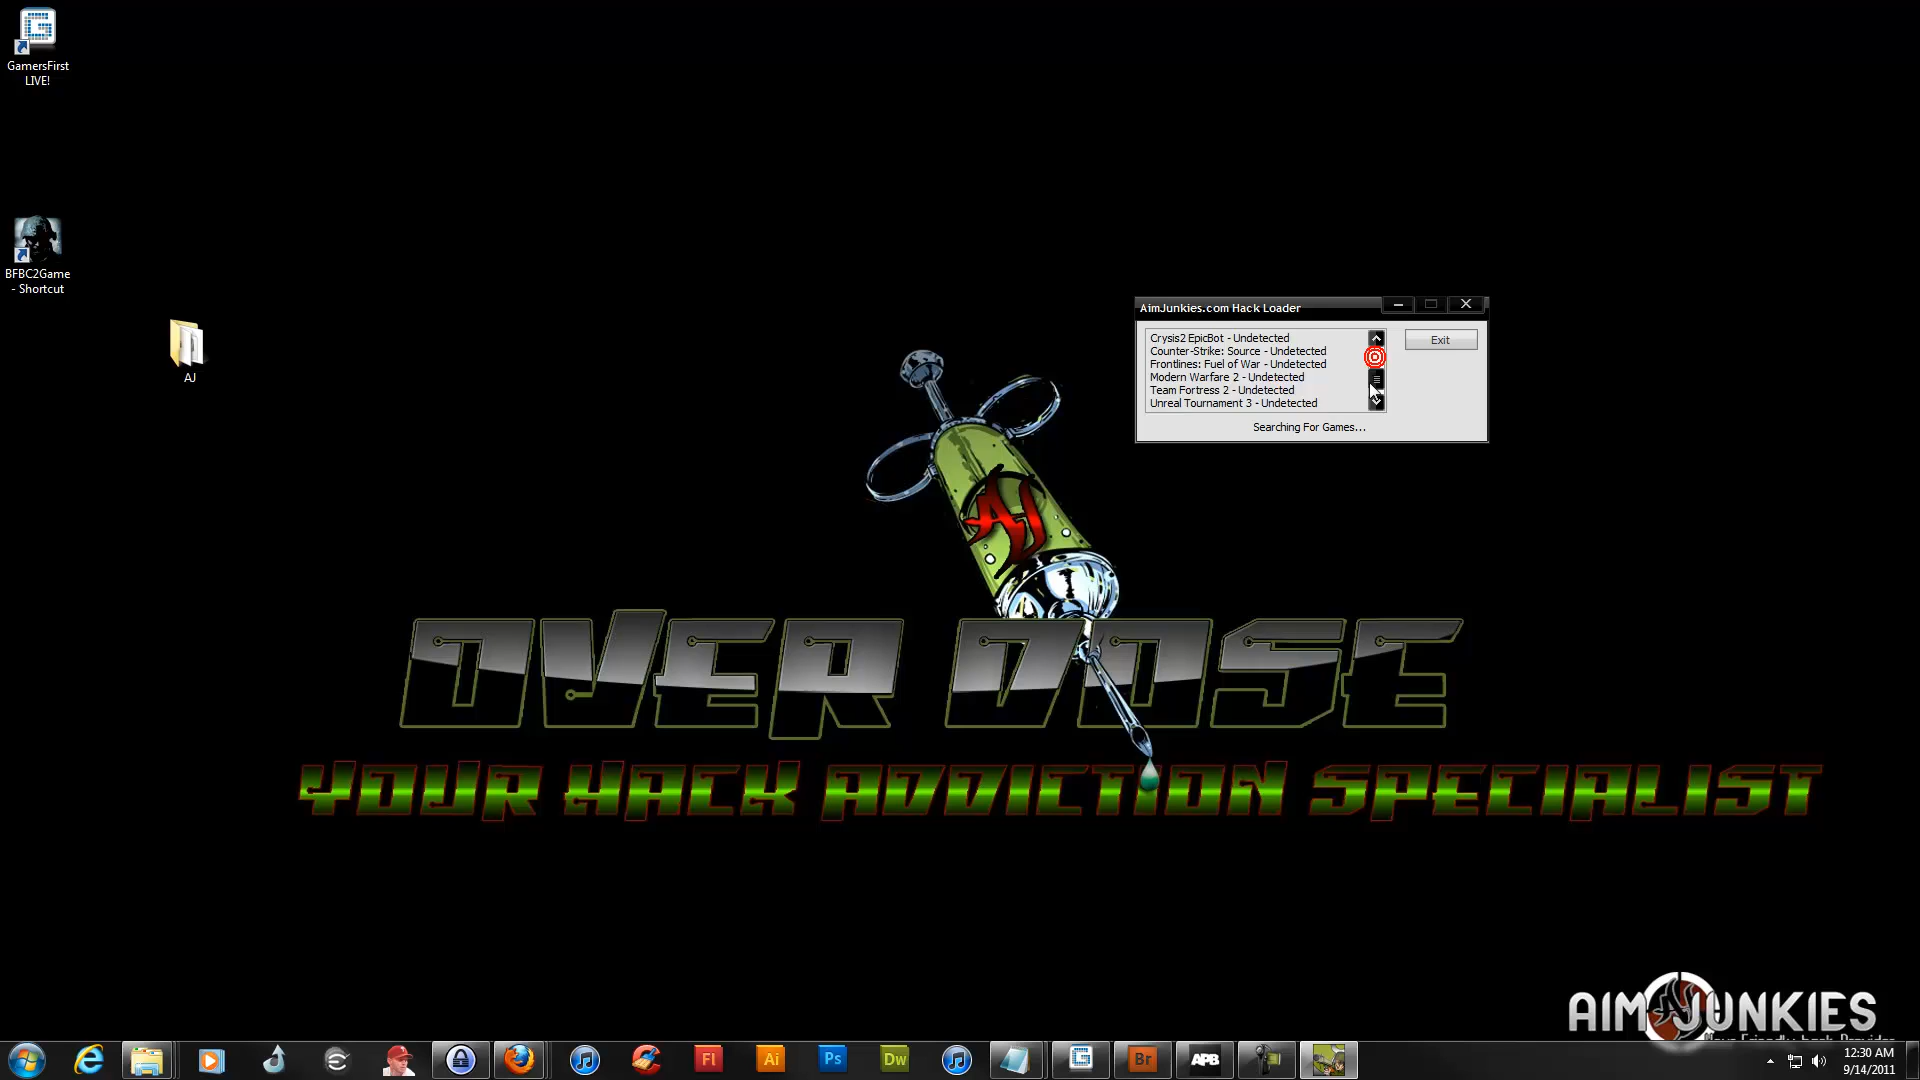 GamersFirst
LIVE!
BFBC2Game
- Shortcut
AJ
AimJunkies.com Hack Loader
Crysis2 EpicBot - Undetected
Counter-Strike: Source - Undetected
Frontlines: Fuel of War - Undetected
Modern Warfare 2 - Undetected
Team Fortress 2 - Undetected
Unreal Tournament 3 - Undetected
Exit
Searching For Games...
AJ
OVER DOSE
YOUR HACK ADDICTION SPECIALIST
AIMJUNKIES
Fl
Ai
Ps
Dw
Br
APB
12:30 AM
9/14/2011